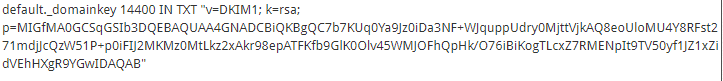 default._domainkey 14400 IN TXT "v=DKIM1; k=rsa;
p=MIGfMA0GCSqGSIb3DQEBAQUAA4GNADCBiQKBgQC7b7KUq0Ya9Jz0iDa3NF+WJquppUdry0MjttVjkAQ8eoUloMU4Y8RFst2
71mdjJcQzW51P+p0iFIJ2MKMz0MtLkz2xAkr98epATFKfb9GlK0Olv45WMJOFhQpHk/O76iBiKogTLcxZ7RMENpIt9TV50yf1JZ1xZi
dVEhHXgR9YGwIDAQAB"